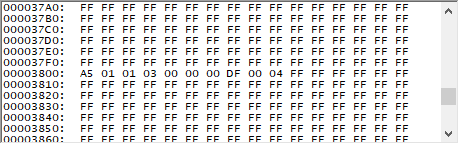 000037A0: FF FF FF FF FF FF FF FF FF FF FF FF FF FF FF FF
000037B0: FF FF FF FF FF FF FF FF FF FF FF FF FF FF FF FF
000037C0: FF FF FF FF FF FF FF FF FF FF FF FF FF FF FF FF
000037D0: FF FF FF FF FF FF FF FF FF FF FF FF FF FF FF FF
000037E0: FF FF FF FF FF FF FF FF FF FF FF FF FF FF FF FF
000037F0: FF FF FF FF FF FF FF FF FF FF FF FF FF FF FF FF
00003800: A5 01 01 03 00 00 00 DF 00 04 FF FF FF FF FF FF
00003810: FF FF FF FF FF FF FF FF FF FF FF FF FF FF FF FF
00003820: FF FF FF FF FF FF FF FF FF FF FF FF FF FF FF FF
00003830: FF FF FF FF FF FF FF FF FF FF FF FF FF FF FF FF
00003840: FF FF FF FF FF FF FF FF FF FF FF FF FF FF FF FF
00003850: FF FF FF FF FF FF FF FF FF FF FF FF FF FF FF FF
00003860: FF FF FF FF FF FF FF FF FF FF FF FF FF FF FF FF